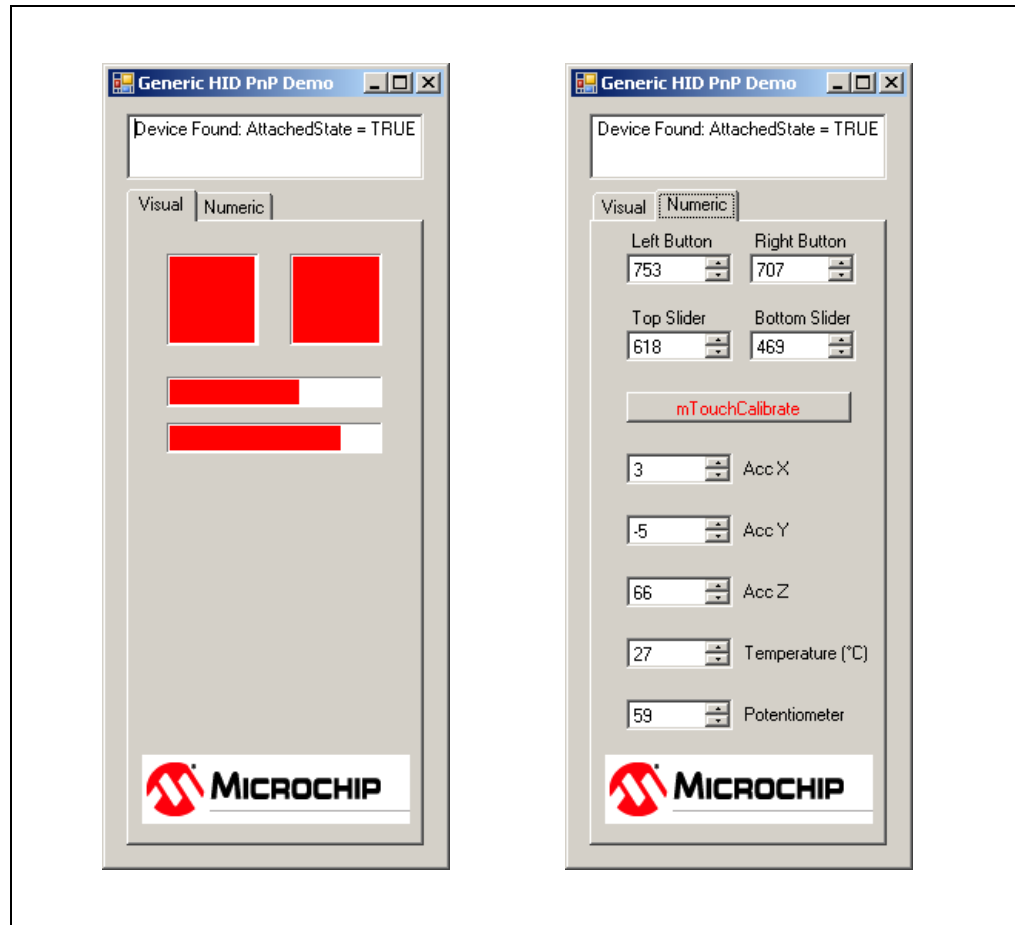 Generic HID PnP Demo
Device Found: AttachedState = TRUE
Visual Numeric
MICROCHIP
Generic HID PnP Demo
Device Found: AttachedState = TRUE
Visual Numeric
Left Button Right Button
753 707
Top Slider Bottom Slider
618 469
mTouchCalibrate
3 Acc X
-5 Acc Y
66 Acc Z
27 Temperature (°C)
59 Potentiometer
MICROCHIP